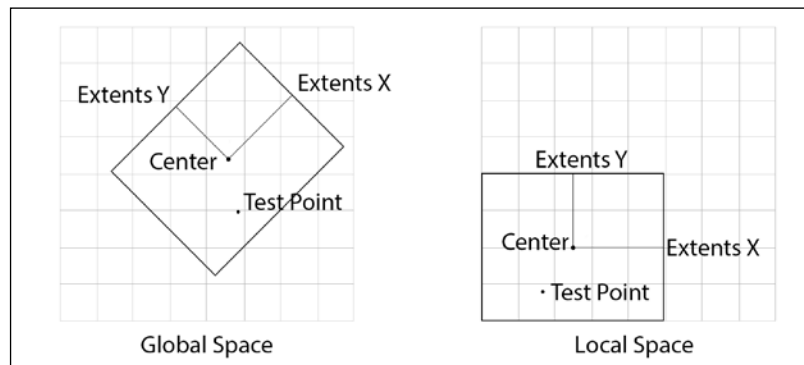 Extents Y
Extents X
Center
Test Point
Global Space
Extents Y
Center
Extents X
Test Point
Local Space